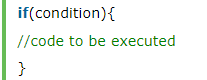 if(condition){
//code to be executed
}